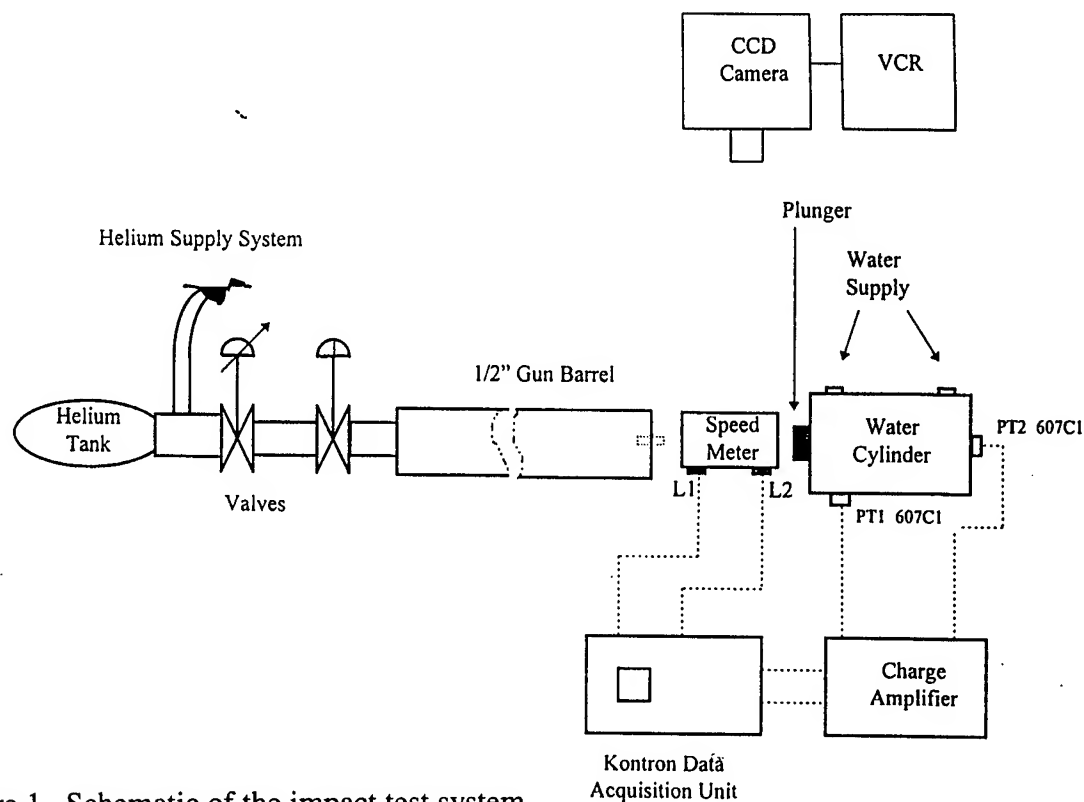 CCD
Camera
VCR
Plunger
Helium Supply System
Water
Supply
1/2" Gun Barrel
Helium
Tank
Speed
Meter
Water
Cylinder
PT2 607C1
L1
L2
Valves
PT1 607C1
Charge
Amplifier
Kontron Data
Acquisition Unit
1 Schematic of the impact test system